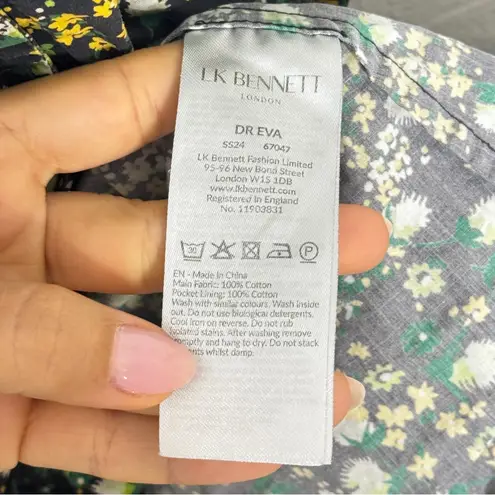 LK BENNETT
LONDON
DR EVA
SS24 67047
LK Bennett Fashion Limited
95-96 New Bond Street
London W1S 1DB
www.lkbennett.com
Registered in England
No. 11903831
30 P
EN - Made in China
Main Fabric: 100% Cotton
Pocket Lining: 100% Cotton
Wash with similar colours. Wash inside
out. Do not use biological detergents.
Cool iron on reverse. Do not rub
isolated stains. After washing remove
promptly and hang to dry. Do not stack
whilst damp.